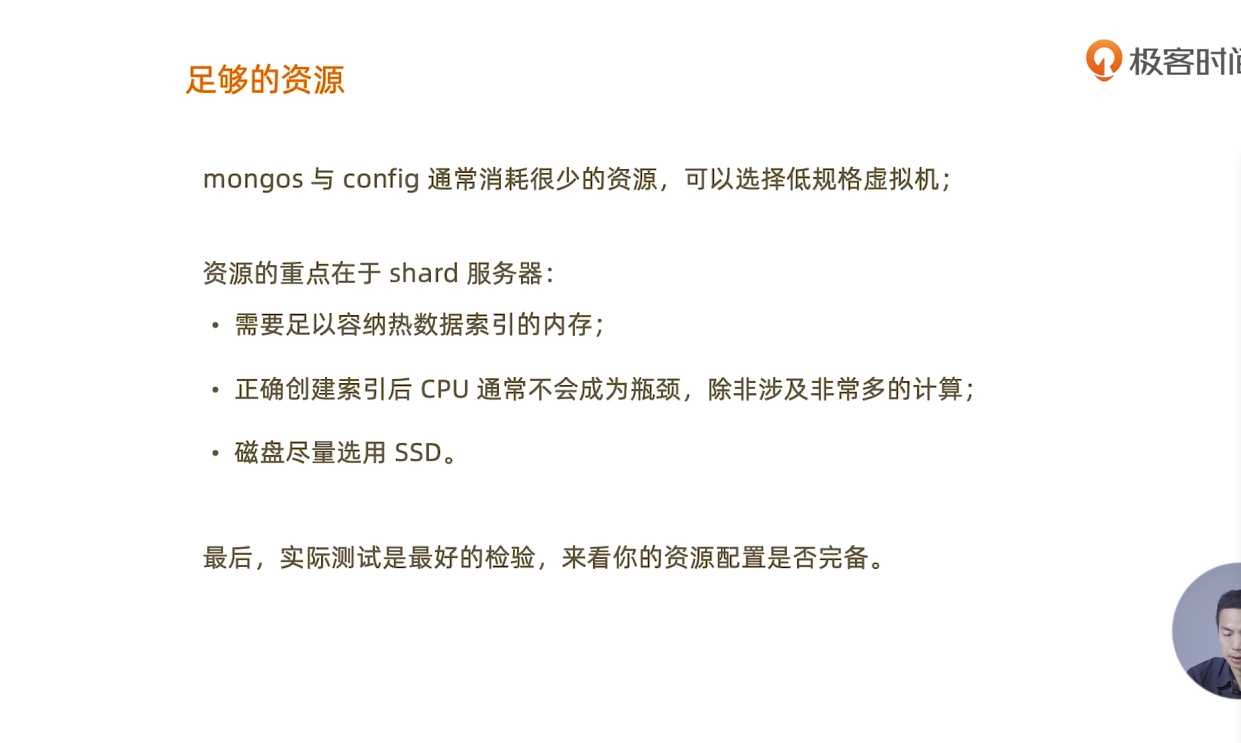 足够的资源
极客时间
mongos 与 config 通常消耗很少的资源，可以选择低规格虚拟机；
资源的重点在于 shard 服务器：
• 需要足以容纳热数据索引的内存；
• 正确创建索引后 CPU 通常不会成为瓶颈，除非涉及非常多的计算；
• 磁盘尽量选用 SSD。
最后，实际测试是最好的检验，来看你的资源配置是否完备。